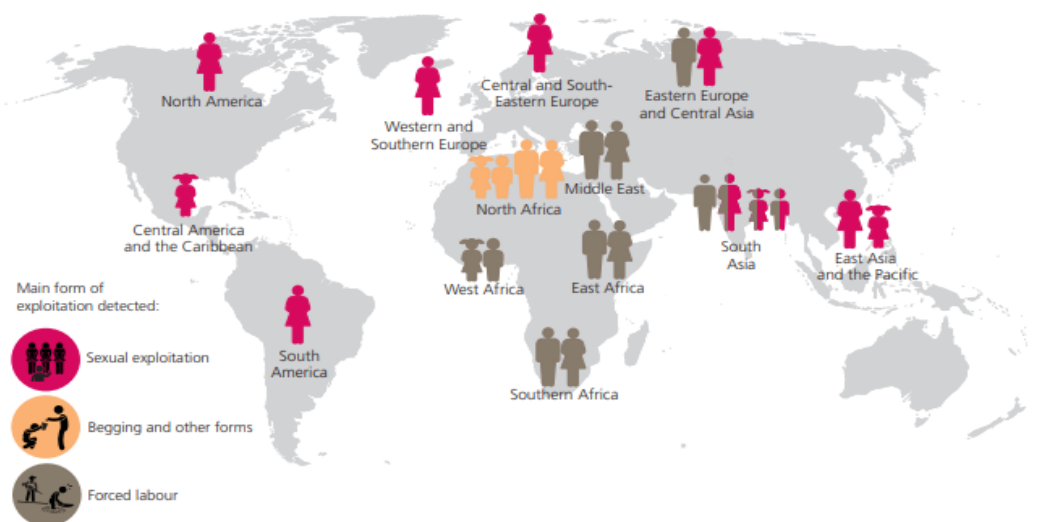 North America
Central and South-
Eastern Europe
Eastern Europe
and Central Asia
Western and
Southern Europe
Middle East
North Africa
Central America
and the Caribbean
South
Asia
East Asia
and the Pacific
West Africa
East Africa
South
America
Southern Africa
Main form of
exploitation detected:
Sexual exploitation
Begging and other forms
Forced labour